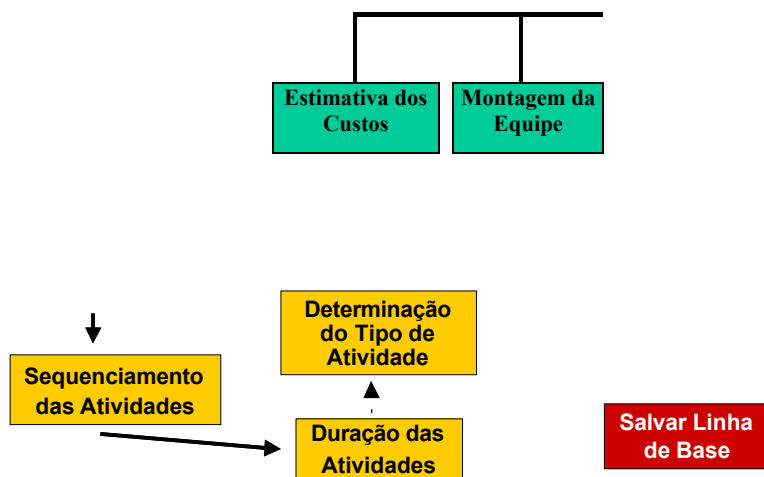 Estimativa dos
Custos
Montagem da
Equipe
Determinação
do Tipo de
Atividade
Sequenciamento
das Atividades
Duração das
Atividades
Salvar Linha
de Base